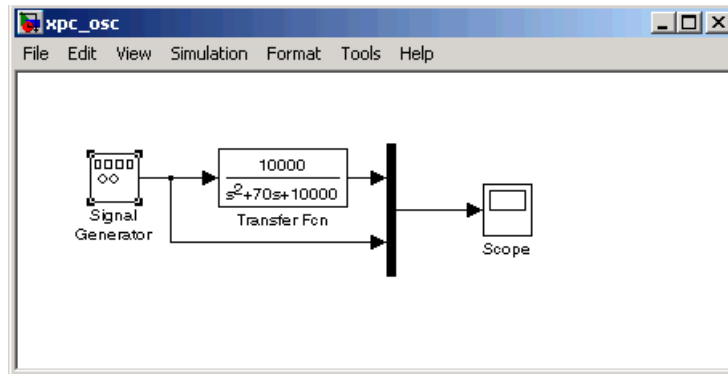 xpc_osc
File Edit View Simulation Format Tools Help
10000
s²+70s+10000
Signal
Generator
Transfer Fcn
Scope